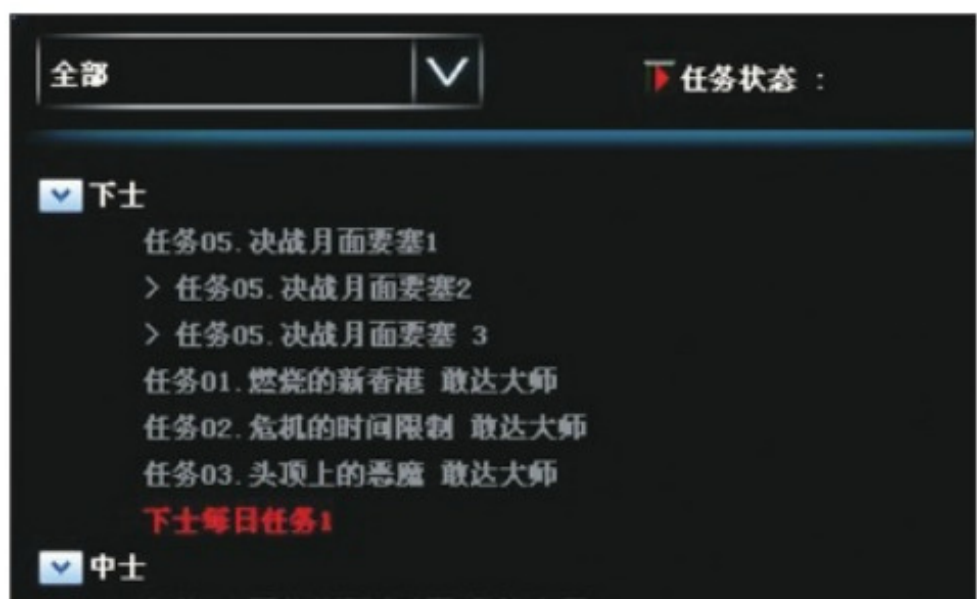 全部
任务状态 :
下士
任务05.决战月面要塞1
> 任务05.决战月面要塞2
> 任务05.决战月面要塞 3
任务01.燃烧的新香港 敢达大师
任务02.危机的时间限制 敢达大师
任务03.头顶上的恶魔 敢达大师
下士每日任务1
中士